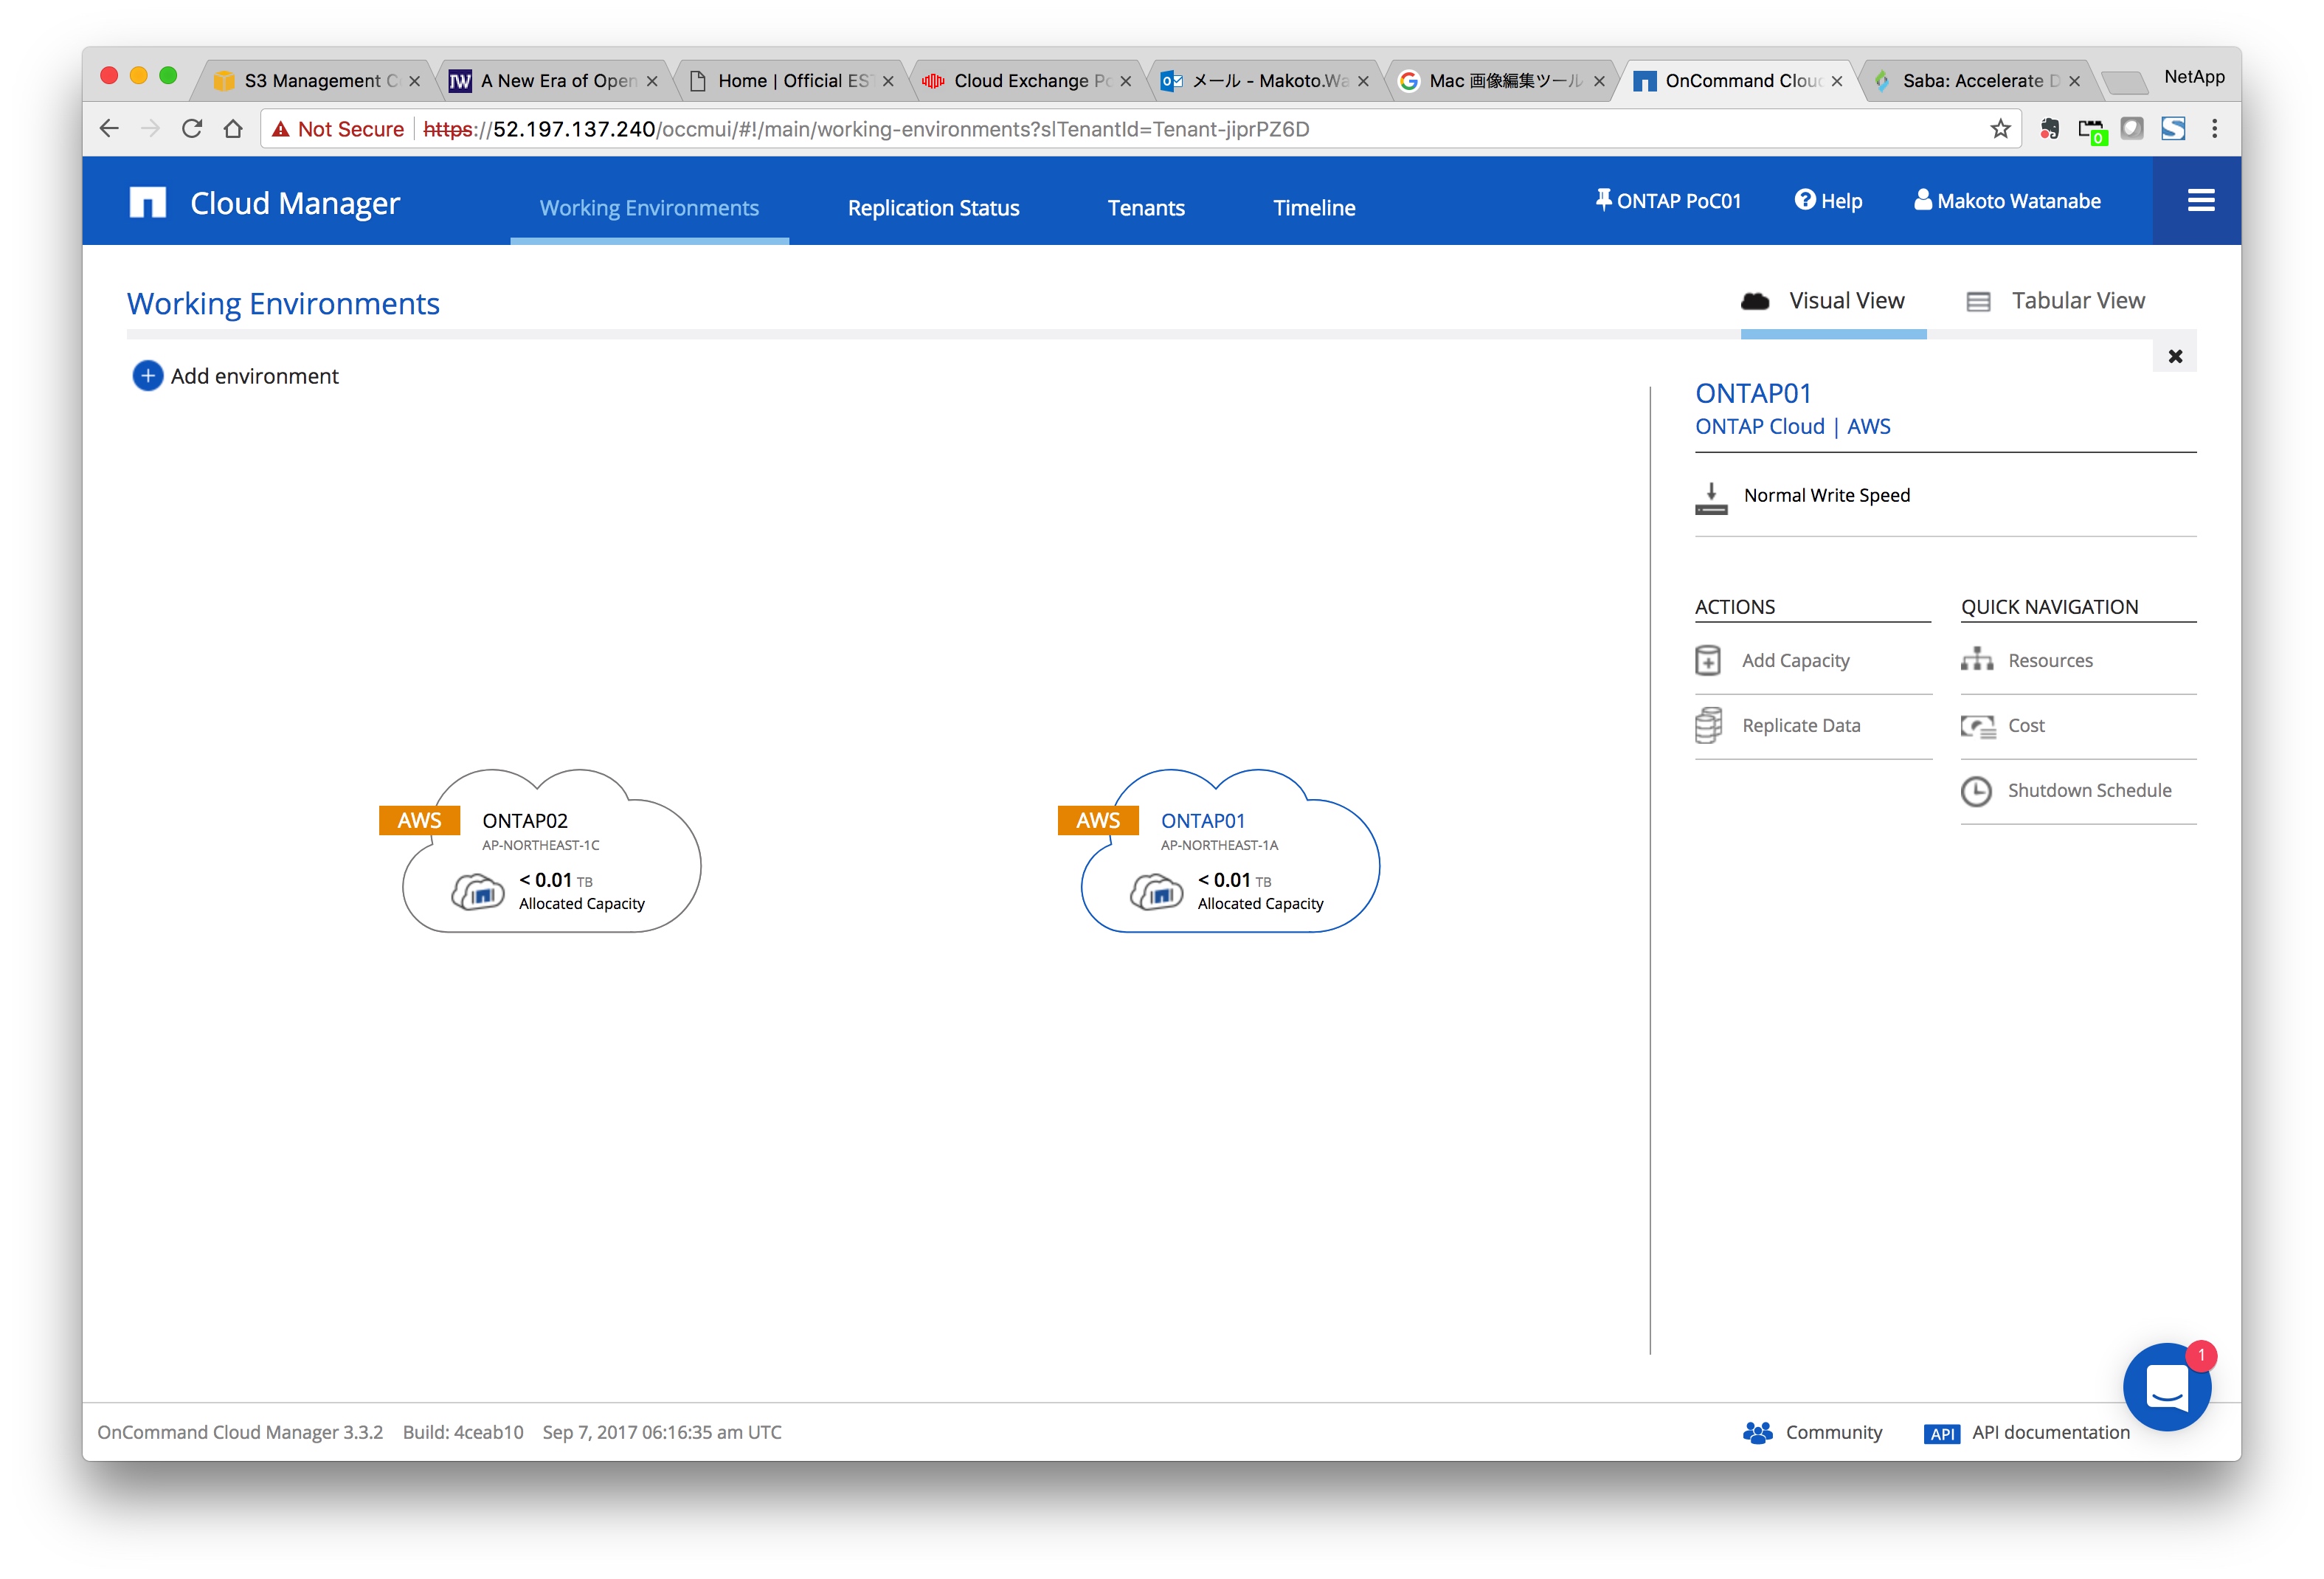 S3 Management C
JW A New Era of Open
Home | Official EST
Cloud Exchange Po
メール - Makoto.Wa
Mac 画像編集ツール
OnCommand Cloud
Saba: Accelerate D
NetApp
Not Secure
https://52.197.137.240/occmui/#!/main/working-environments?slTenantId=Tenant-jiprPZ6D
0
Cloud Manager
Working Environments
Replication Status
Tenants
Timeline
ONTAP PoC01
Help
Makoto Watanabe
Working Environments
Visual View
Tabular View
Add environment
ONTAP01
ONTAP Cloud | AWS
Normal Write Speed
ACTIONS
QUICK NAVIGATION
Add Capacity
Resources
Replicate Data
Cost
Shutdown Schedule
AWS
ONTAP02
AP-NORTHEAST-1C
< 0.01 TB
Allocated Capacity
AWS
ONTAP01
AP-NORTHEAST-1A
< 0.01 TB
Allocated Capacity
1
OnCommand Cloud Manager 3.3.2 Build: 4ceab10 Sep 7, 2017 06:16:35 am UTC
Community
API API documentation